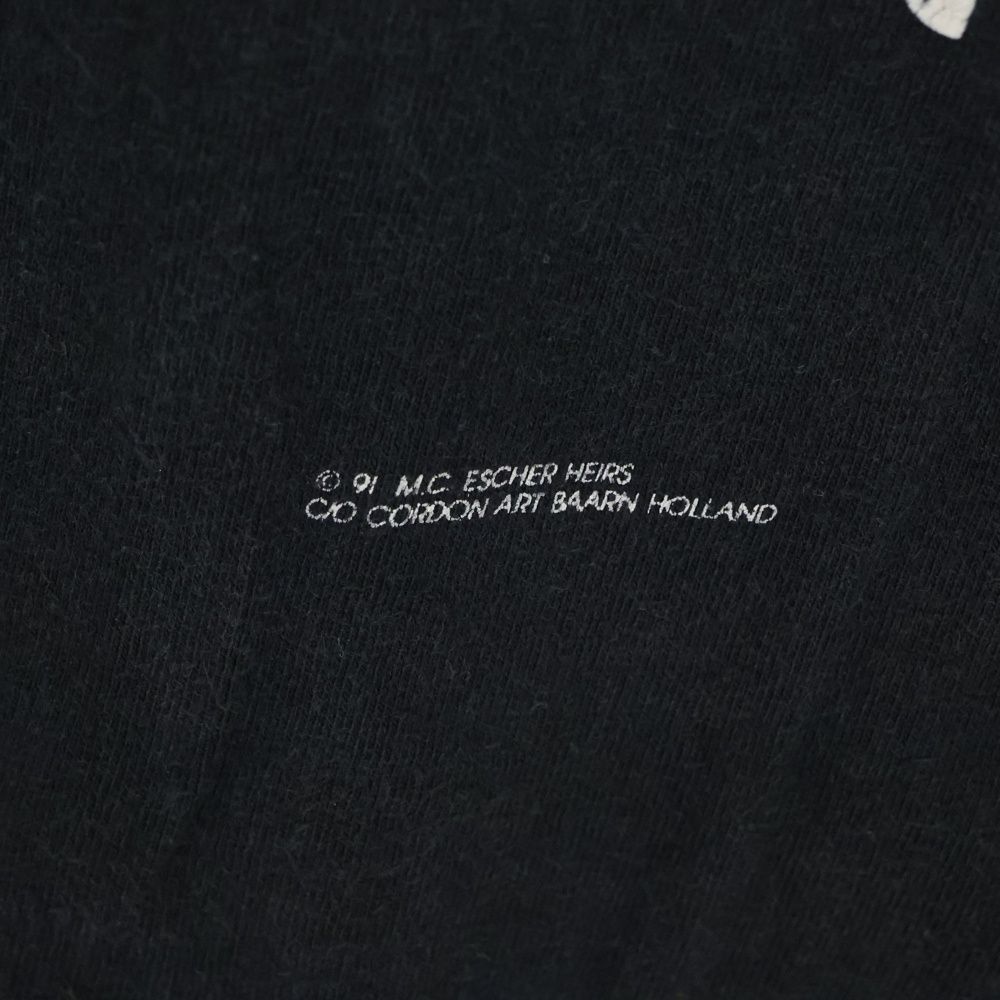 © 91 M.C. ESCHER HEIRS
C/O CORDON ART BAARN HOLLAND